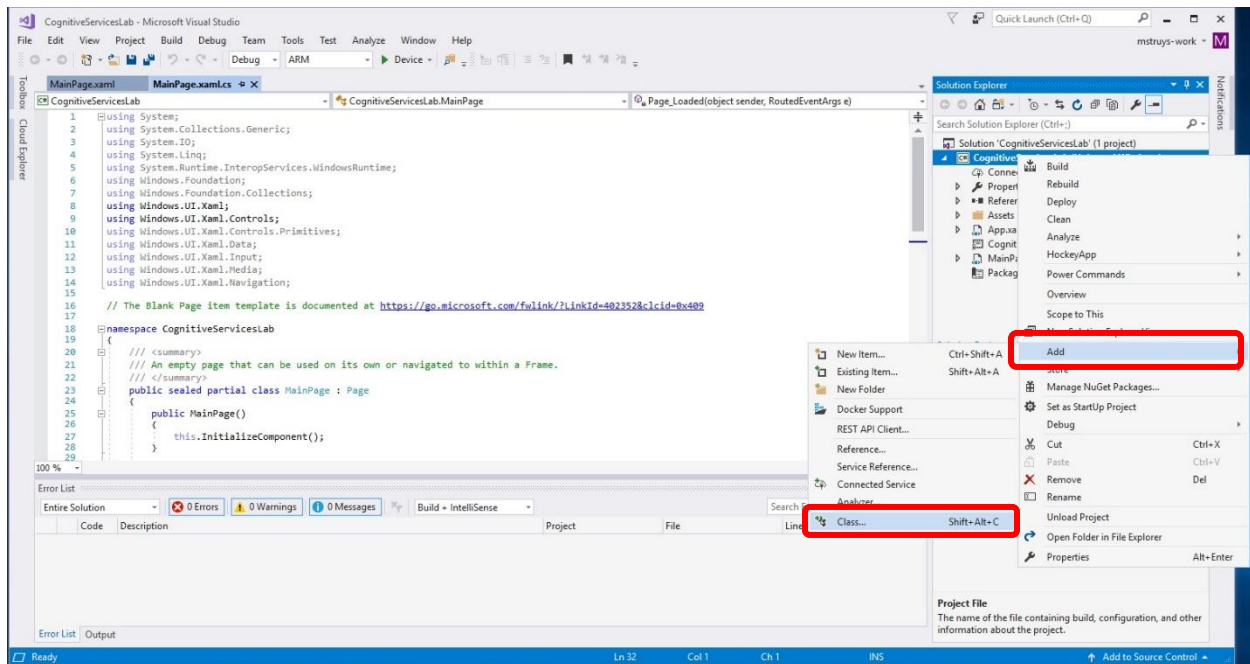 CognitiveServicesLab - Microsoft Visual Studio
Quick Launch (Ctrl+Q)
File Edit View Project Build Debug Team Tools Test Analyze Window Help
mstruys-work M
Debug ARM Device
Toolbox
Cloud Explorer
Notifications
MainPage.xaml MainPage.xaml.cs
CognitiveServicesLab CognitiveServicesLab.MainPage Page_Loaded(object sender, RoutedEventArgs e)
1 using System;
2 using System.Collections.Generic;
3 using System.IO;
4 using System.Linq;
5 using System.Runtime.InteropServices.WindowsRuntime;
6 using Windows.Foundation;
7 using Windows.Foundation.Collections;
8 using Windows.UI.Xaml;
9 using Windows.UI.Xaml.Controls;
10 using Windows.UI.Xaml.Controls.Primitives;
11 using Windows.UI.Xaml.Data;
12 using Windows.UI.Xaml.Input;
13 using Windows.UI.Xaml.Media;
14 using Windows.UI.Xaml.Navigation;
15
16 // The Blank Page item template is documented at https://go.microsoft.com/fwlink/?LinkId=402352&clcid=0x409
17
18 namespace CognitiveServicesLab
19 {
20 /// <summary>
21 /// An empty page that can be used on its own or navigated to within a Frame.
22 /// </summary>
23 public sealed partial class MainPage : Page
24 {
25 public MainPage()
26 {
27 this.InitializeComponent();
28 }
29
100 %
Solution Explorer
Search Solution Explorer (Ctrl+;)
Solution 'CognitiveServicesLab' (1 project)
Cognitive
Conne
Propert
Referer
Assets
App.xa
Cognit
MainPa
Packag
Build
Rebuild
Deploy
Clean
Analyze
HockeyApp
Power Commands
Overview
Scope to This
Add
Manage NuGet Packages...
Set as StartUp Project
Debug
Cut Ctrl+X
Paste Ctrl+V
Remove Del
Rename
Unload Project
Open Folder in File Explorer
Properties Alt+Enter
New Item... Ctrl+Shift+A
Existing Item... Shift+Alt+A
New Folder
Docker Support
REST API Client...
Reference...
Service Reference...
Connected Service
Analyzer
Class... Shift+Alt+C
Error List
Entire Solution 0 Errors 0 Warnings 0 Messages Build + IntelliSense Search
Code Description Project File Line
Error List Output
Project File
The name of the file containing build, configuration, and other
information about the project.
Ready Ln 32 Col 1 Ch 1 INS Add to Source Control